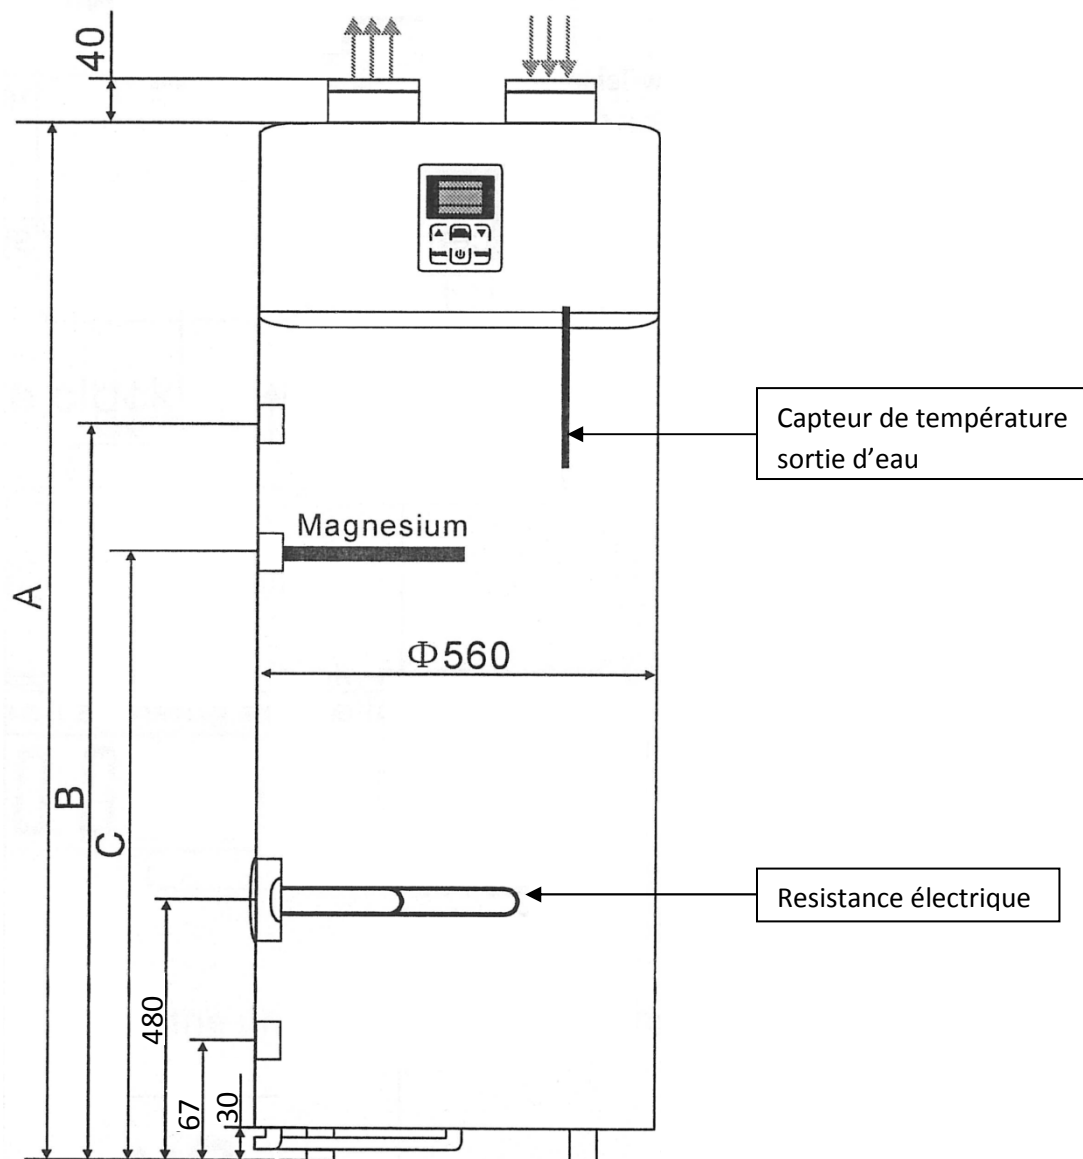 40
A
Capteur de température
sortie d’eau
Magnesium
Φ560
B
C
Resistance électrique
480
67
30